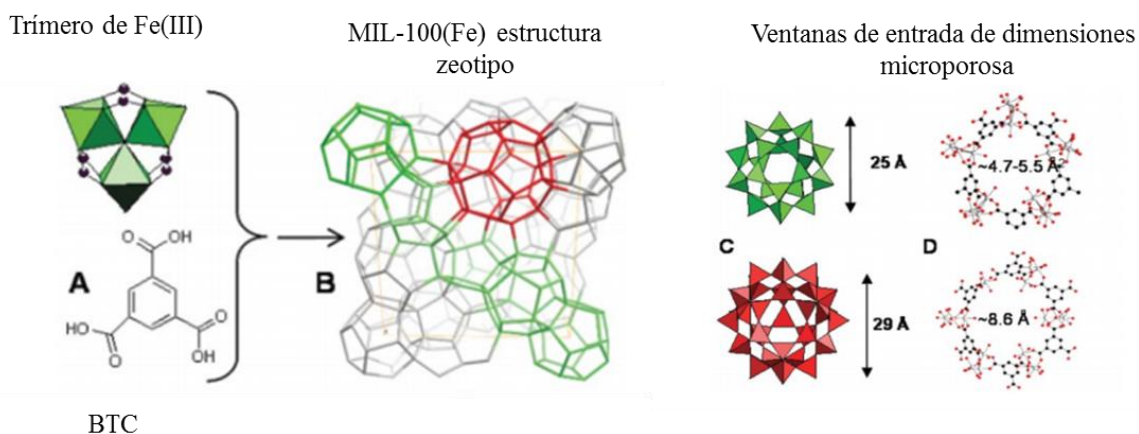 Trímero de Fe(III)
MIL-100(Fe) estructura
zeotipo
Ventanas de entrada de dimensiones
microporosa
A
O
OH
HO
O
O
OH
BTC
B
25 Å
~4.7-5.5 Å
C
D
29 Å
~8.6 Å